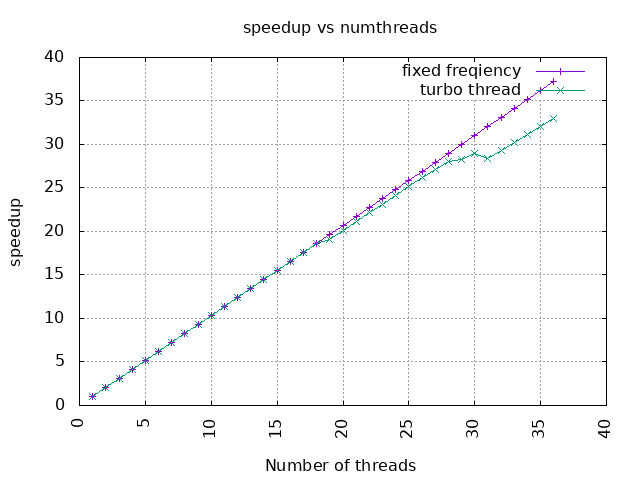 speedup vs numthreads
fixed freqiency
turbo thread
40
35
30
25
20
15
10
5
0
speedup
0 5 10 15 20 25 30 35 40
Number of threads